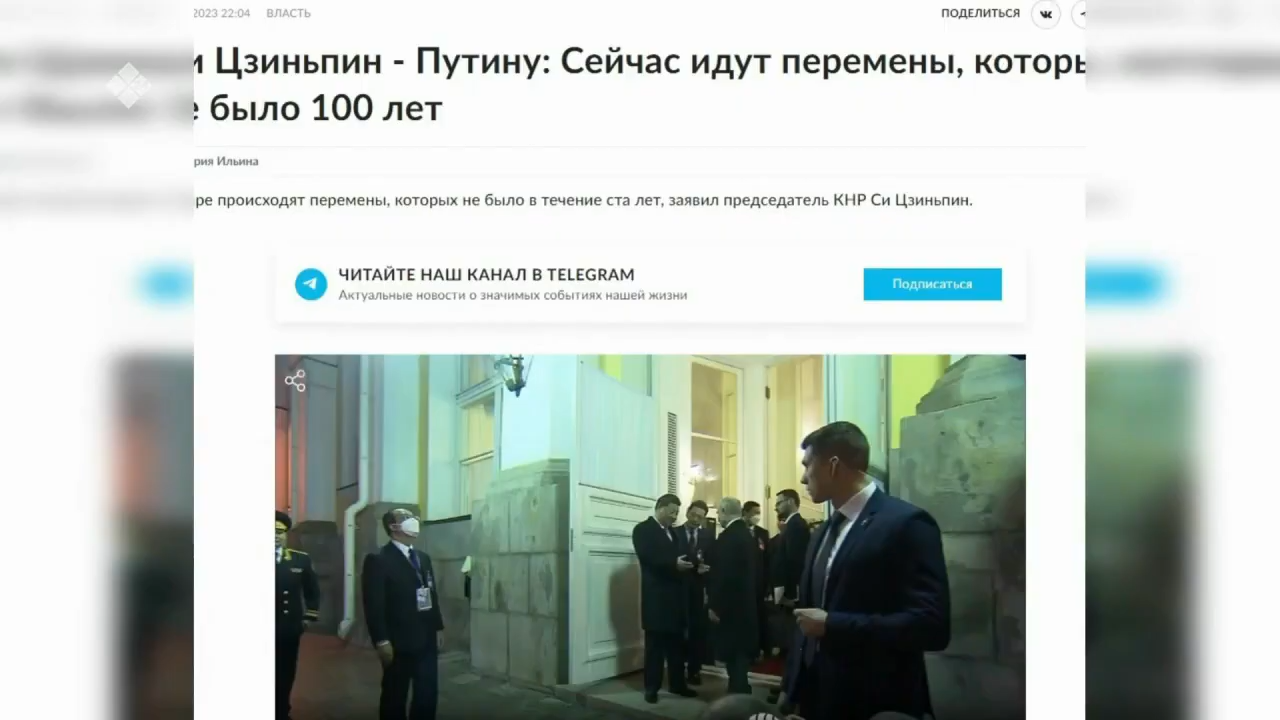 2023 22:04 ВЛАСТЬ ПОДЕЛИТЬСЯ
и Цзиньпин - Путину: Сейчас идут перемены, которы
е было 100 лет
рия Ильина
ре происходят перемены, которых не было в течение ста лет, заявил председатель КНР Си Цзиньпин.
ЧИТАЙТЕ НАШ КАНАЛ В TELEGRAM
Актуальные новости о значимых событиях нашей жизни
Подписаться